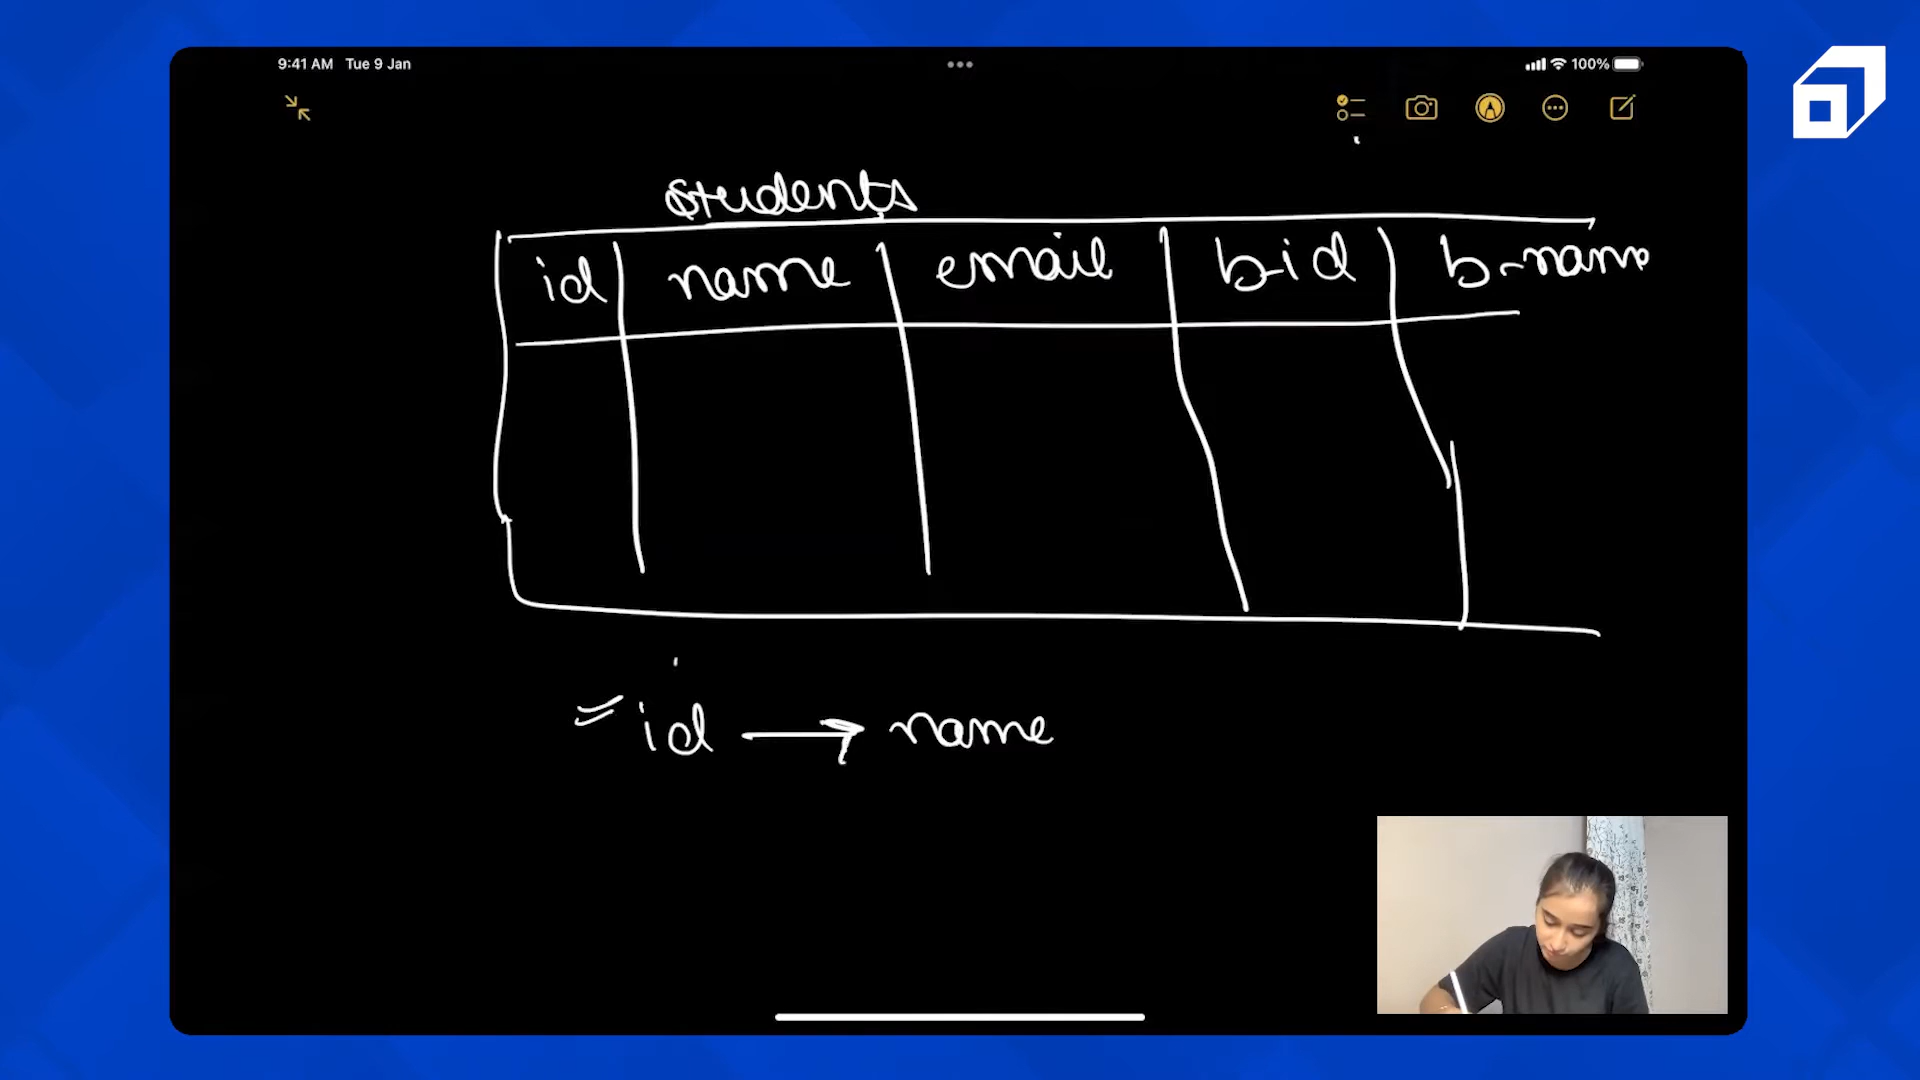 9:41 AM Tue 9 Jan 100%
students
id name email b-id b-name
id → name